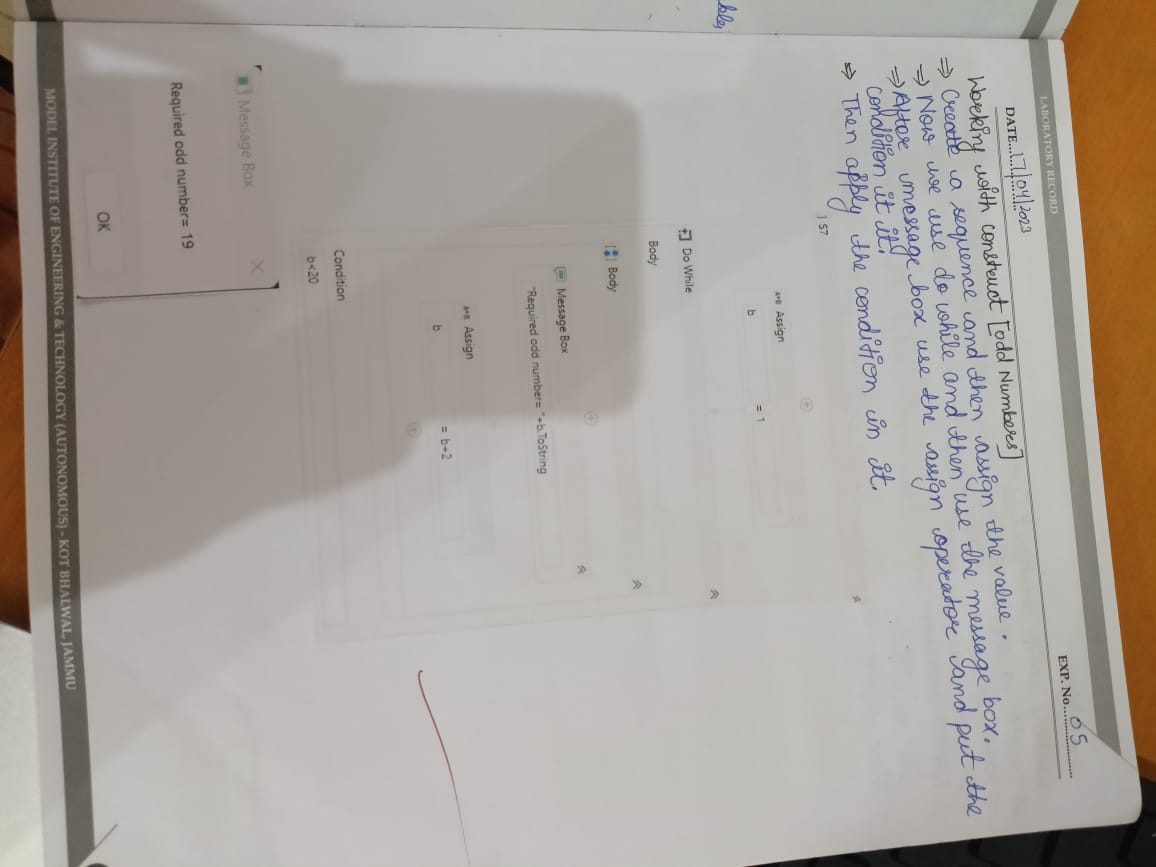 bles,
LABORATORY RECORD
EXP. No. 05
DATE 17/04/2023
Working with construct [odd Numbers]
⇒ Create a sequence and then assign the value.
⇒ Now we use do while and then use the message box.
⇒ After message box use the assign operator and put the
condition it it.
⇒ Then apply the condition in it.
] S7
A+B Assign
b = 1
Do While
Body
Body
Message Box
"Required odd number= "+b.ToString
A+B Assign
b = b+2
Condition
b<20
Message Box
Required odd number= 19
OK
MODEL INSTITUTE OF ENGINEERING & TECHNOLOGY (AUTONOMOUS) - KOT BHALWAL, JAMMU